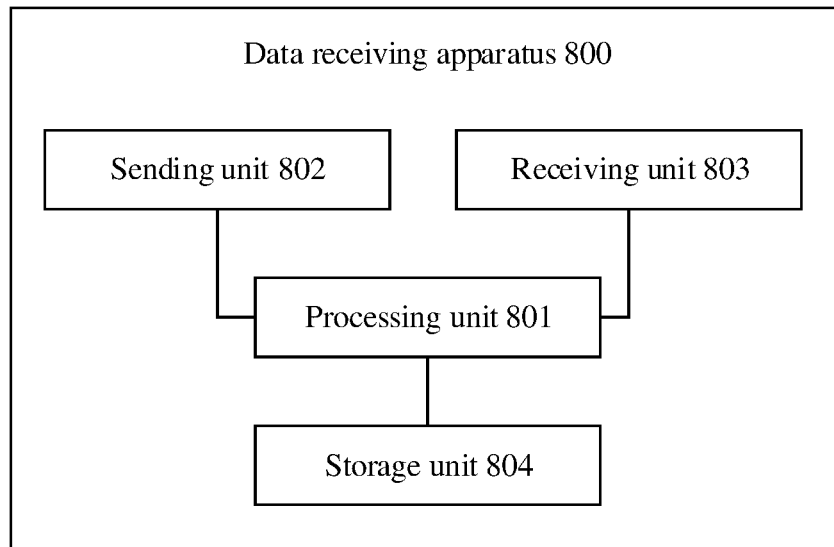 Data receiving apparatus 800
Sending unit 802
Receiving unit 803
Processing unit 801
Storage unit 804